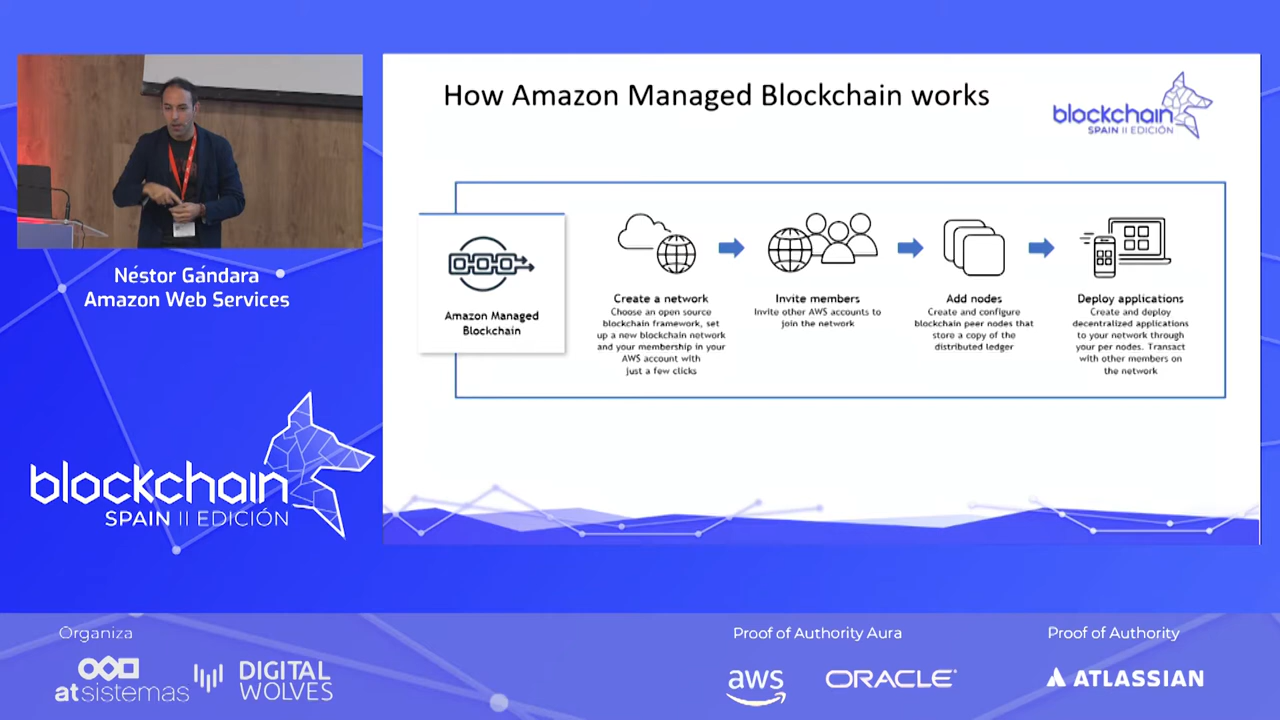 How Amazon Managed Blockchain works
blockchain
SPAIN II EDICIÓN
Néstor Gándara
Amazon Web Services
Amazon Managed
Blockchain
Create a network
Choose an open source
blockchain framework, set
up a new blockchain network
and your membership in your
AWS account with
just a few clicks
Invite members
Invite other AWS accounts to
join the network
Add nodes
Create and configure
blockchain peer nodes that
store a copy of the
distributed ledger
Deploy applications
Create and deploy
decentralized applications
to your network through
your per nodes. Transact
with other members on
the network
blockchain
SPAIN II EDICIÓN
Organiza
atsistemas
DIGITAL
WOLVES
Proof of Authority Aura
aws
ORACLE
Proof of Authority
ATLASSIAN